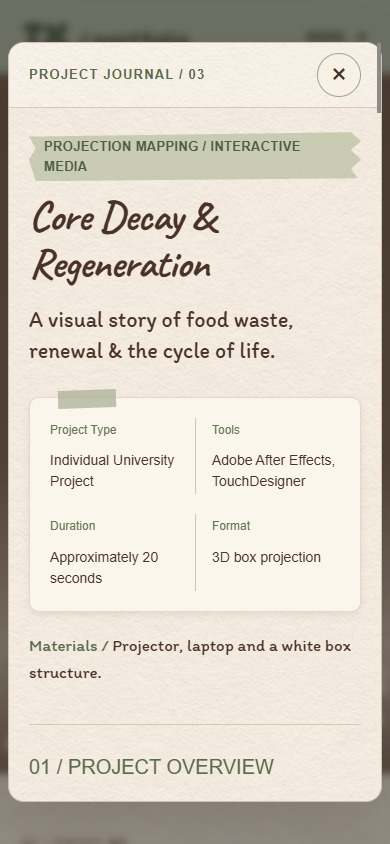 PROJECT JOURNAL / 03
✕
PROJECTION MAPPING / INTERACTIVE
MEDIA
Core Decay &
Regeneration
A visual story of food waste,
renewal & the cycle of life.
Project Type
Individual University
Project
Tools
Adobe After Effects,
TouchDesigner
Duration
Approximately 20
seconds
Format
3D box projection
Materials / Projector, laptop and a white box
structure.
01 / PROJECT OVERVIEW